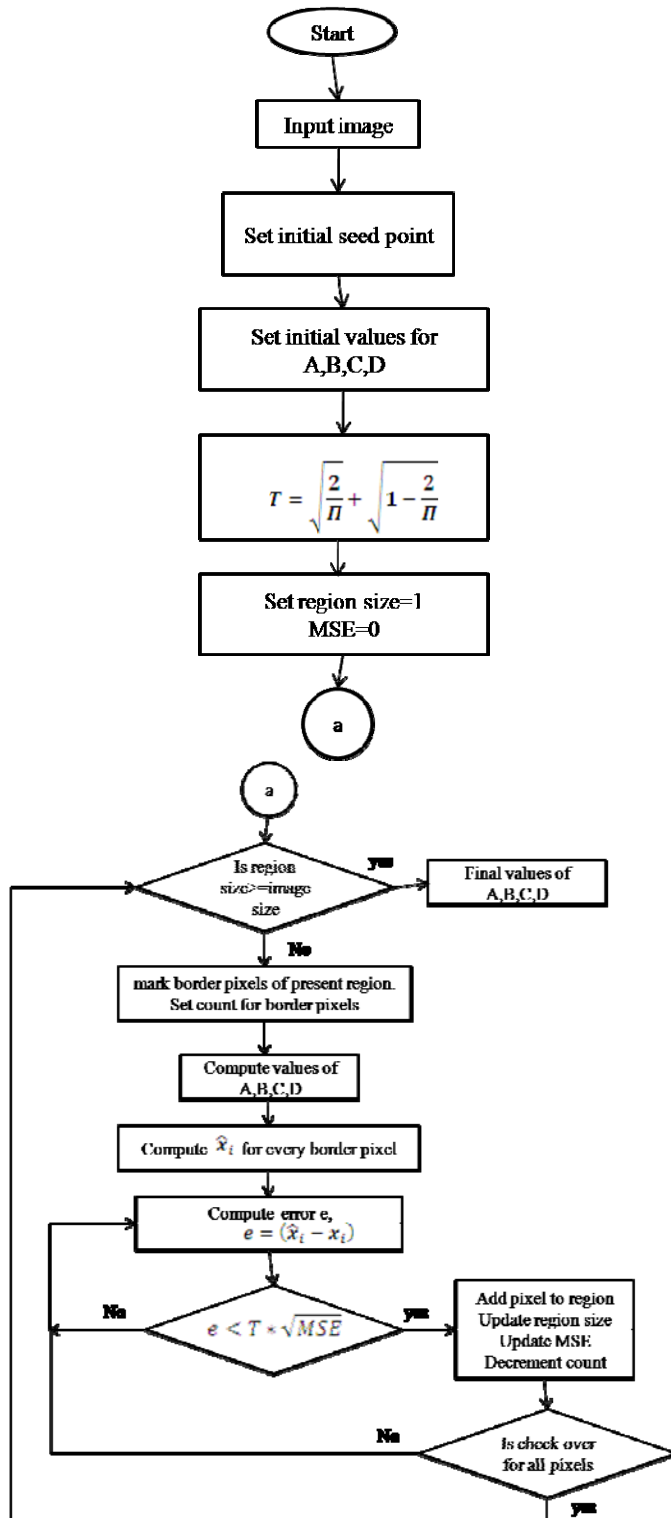 Start
Input image
Set initial seed point
Set initial values for
A,B,C,D
T = √(2/Π) + √(1 − 2/Π)
Set region size=1
MSE=0
a
a
Is region
size>=image
size
yes
Final values of
A,B,C,D
No
mark border pixels of present region.
Set count for border pixels
Compute values of
A,B,C,D
Compute x̂ᵢ for every border pixel
Compute error e,
e = (x̂ᵢ − xᵢ)
No
e < T * √MSE
yes
Add pixel to region
Update region size
Update MSE
Decrement count
No
Is check over
for all pixels
yes